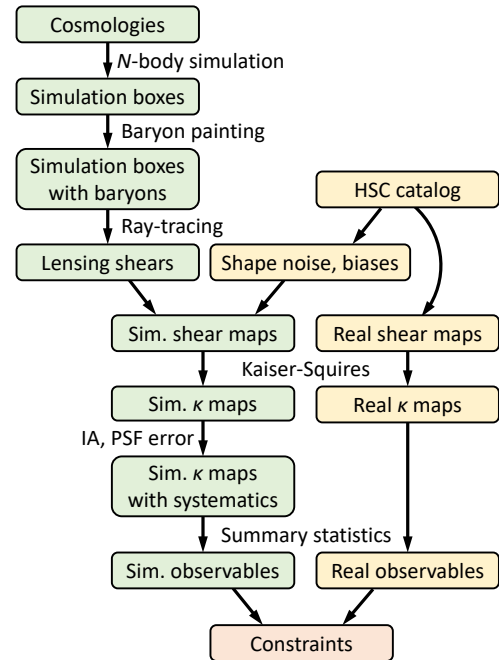 Cosmologies
N-body simulation
Simulation boxes
Baryon painting
Simulation boxes
with baryons
HSC catalog
Ray-tracing
Lensing shears
Shape noise, biases
Sim. shear maps
Real shear maps
Kaiser-Squires
Sim. κ maps
Real κ maps
IA, PSF error
Sim. κ maps
with systematics
Summary statistics
Sim. observables
Real observables
Constraints